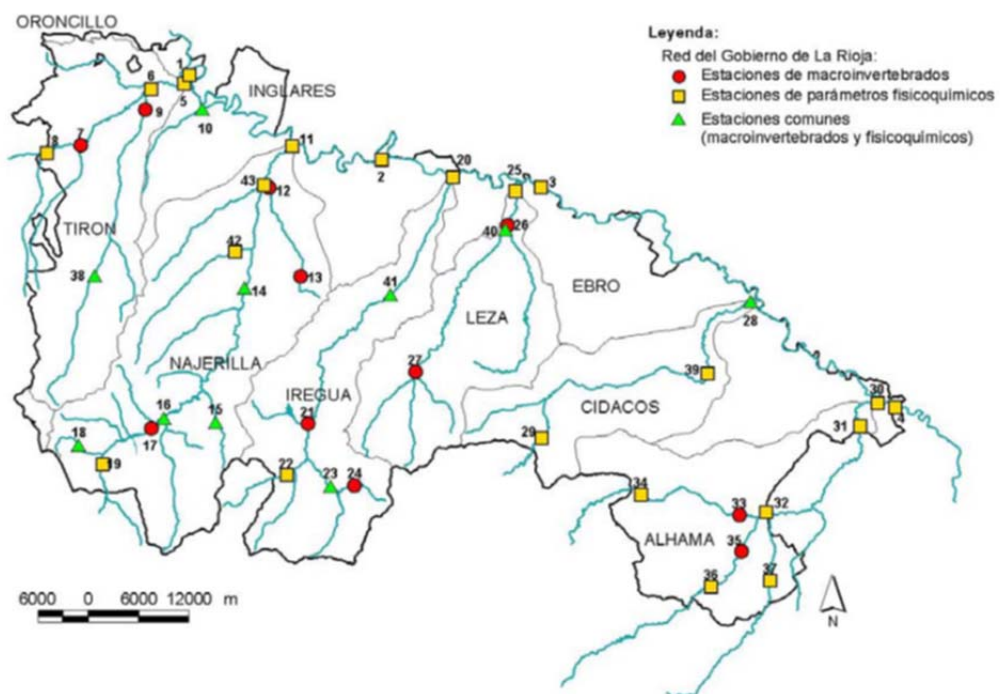 ORONCILLO
Leyenda:
Red del Gobierno de La Rioja:
Estaciones de macroinvertebrados
Estaciones de parámetros fisicoquímicos
Estaciones comunes
(macroinvertebrados y fisicoquímicos)
1
6
5
INGLARES
9
10
7
8
11
2
20
25
3
43
12
40
26
TIRON
42
38
13
14
41
EBRO
LEZA
28
NAJERILLA
27
39
IREGUA
16
15
21
CIDACOS
30
4
18
17
29
31
19
22
23
24
34
33
32
ALHAMA
35
36
37
6000 0 6000 12000 m
N